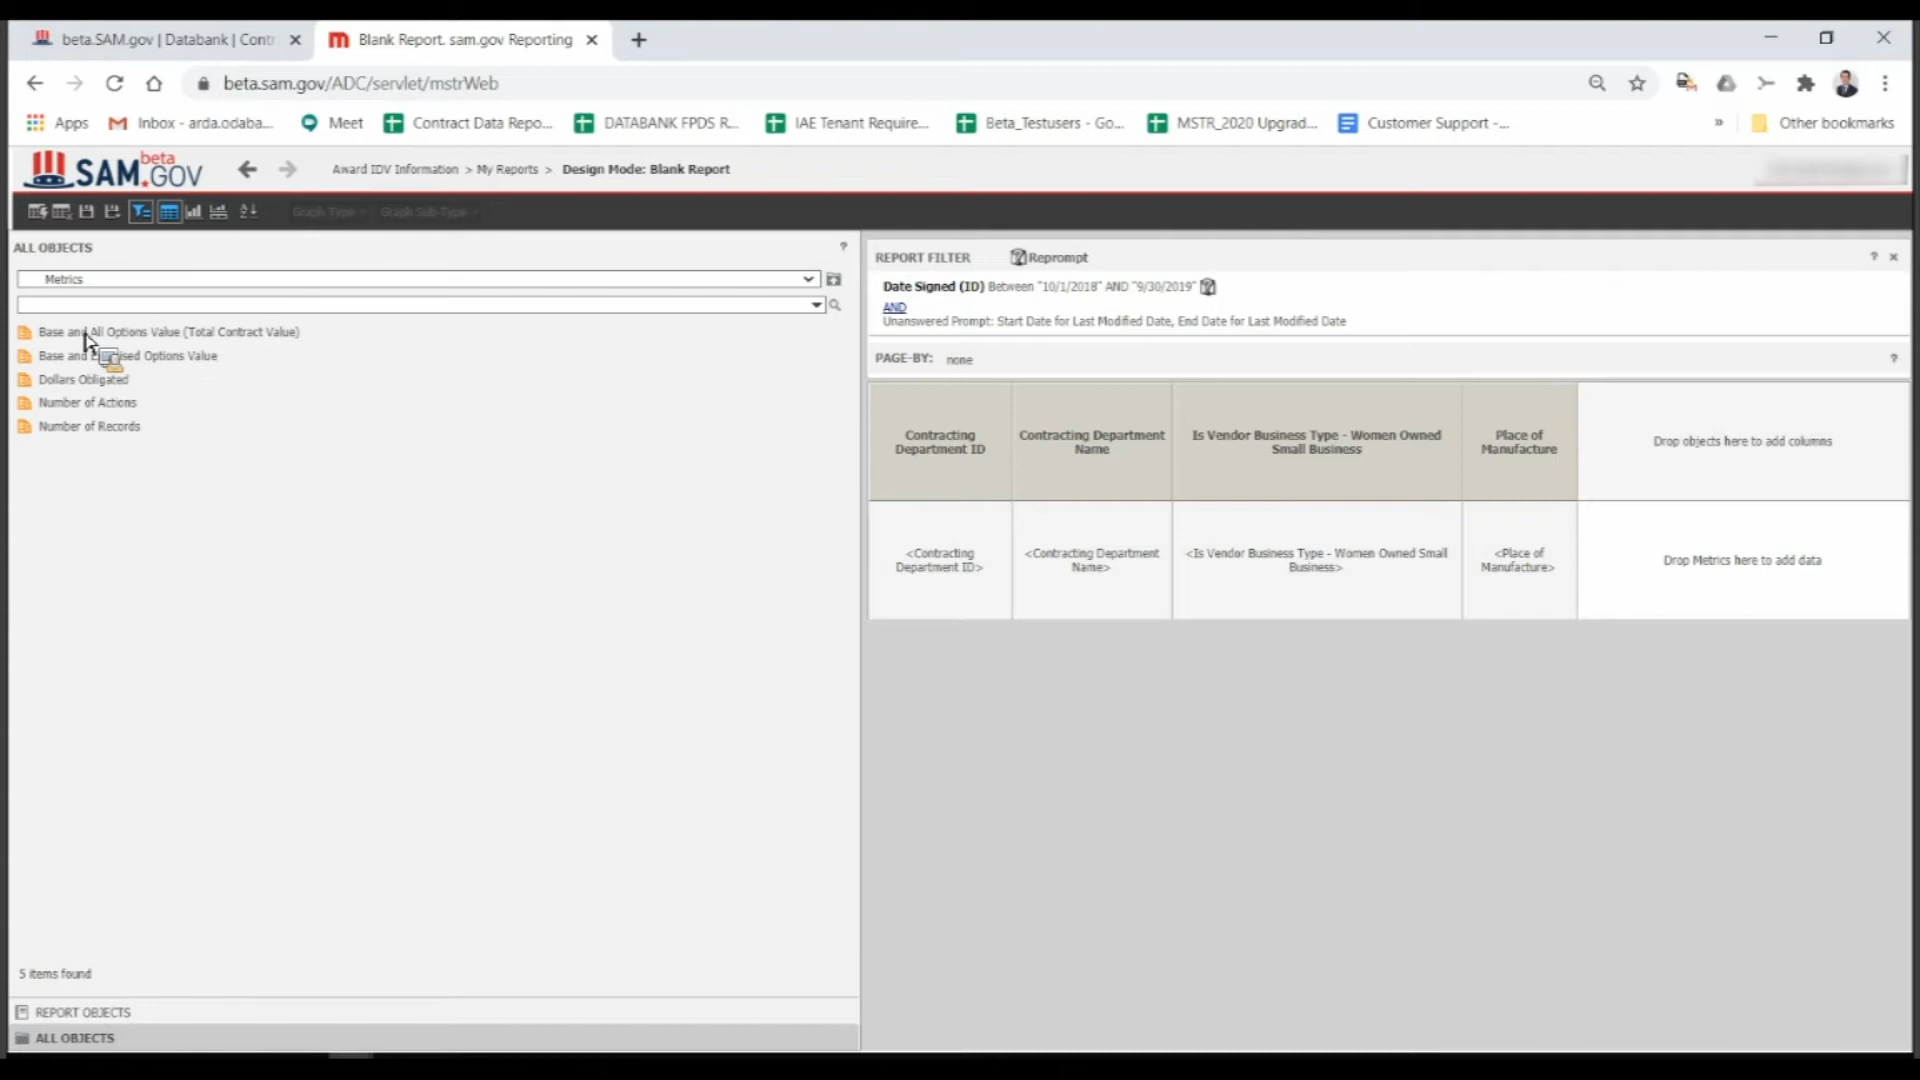 beta.SAM.gov | Databank | Contr
Blank Report. sam.gov Reporting
beta.sam.gov/ADC/servlet/mstrWeb
Apps
Inbox - arda.odaba...
Meet
Contract Data Repo...
DATABANK FPDS R...
IAE Tenant Require...
Beta_Testusers - Go...
MSTR_2020 Upgrad...
Customer Support -...
»
Other bookmarks
beta
SAM.GOV
Award IDV Information > My Reports > Design Mode: Blank Report
Graph Type
Graph Sub-Type
ALL OBJECTS
?
Metrics
Base and All Options Value (Total Contract Value)
Base and ised Options Value
Dollars Obligated
Number of Actions
Number of Records
5 items found
REPORT OBJECTS
ALL OBJECTS
REPORT FILTER
Reprompt
?
Date Signed (ID) Between "10/1/2018" AND "9/30/2019"
AND
Unanswered Prompt: Start Date for Last Modified Date, End Date for Last Modified Date
PAGE-BY: none
?
Contracting
Department ID
Contracting Department
Name
Is Vendor Business Type - Women Owned
Small Business
Place of
Manufacture
Drop objects here to add columns
<Contracting
Department ID>
<Contracting Department
Name>
<Is Vendor Business Type - Women Owned Small
Business>
<Place of
Manufacture>
Drop Metrics here to add data